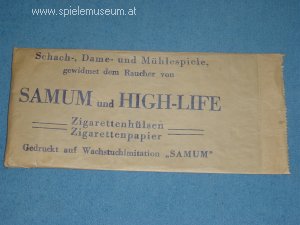 www.spielemuseum.at
Schach-, Dame- und Mühlespiele,
gewidmet dem Raucher von
SAMUM und HIGH-LIFE
Zigarettenhülsen
Zigarettenpapier
Gedruckt auf Wachstuchimitation „SAMUM"